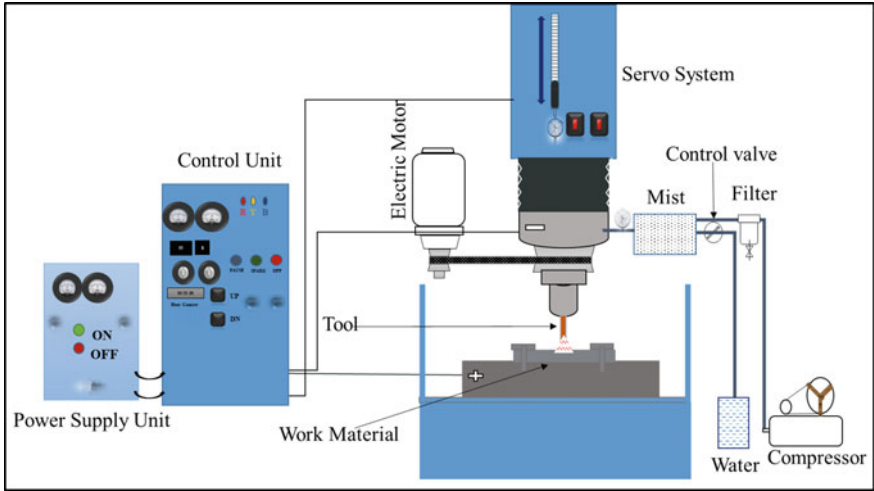 Servo System
Electric Motor
Control Unit
Control valve
Mist
Filter
R Y B
PAUSE SPARK OFF
UP
DN
ON
OFF
Tool
Power Supply Unit
Work Material
Water
Compressor